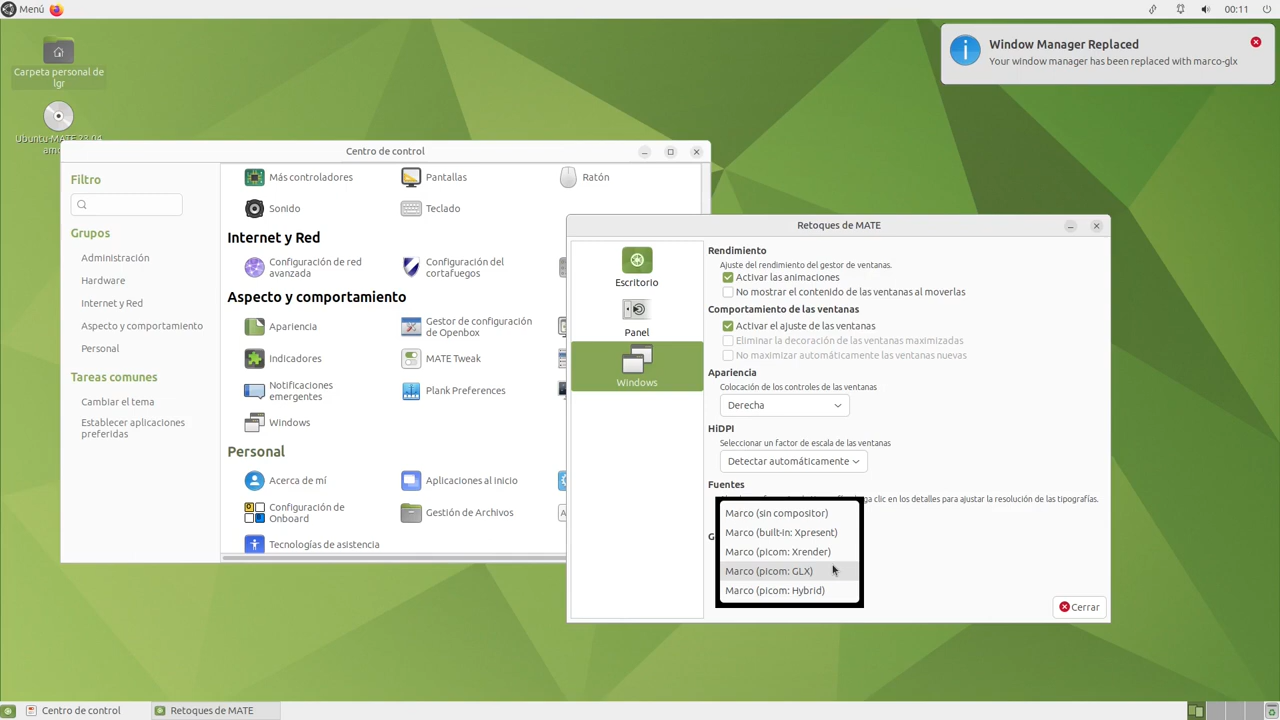 Menú
00:11
Window Manager Replaced
Your window manager has been replaced with marco-glx
Carpeta personal de
lgr
Ubuntu-MATE
Centro de control
Filtro
Grupos
Administración
Hardware
Internet y Red
Aspecto y comportamiento
Personal
Tareas comunes
Cambiar el tema
Establecer aplicaciones
preferidas
Más controladores
Pantallas
Ratón
Sonido
Teclado
Internet y Red
Configuración de red
avanzada
Configuración del
cortafuegos
Aspecto y comportamiento
Apariencia
Gestor de configuración
de Openbox
Indicadores
MATE Tweak
Notificaciones
emergentes
Plank Preferences
Windows
Personal
Acerca de mí
Aplicaciones al inicio
Configuración de
Onboard
Gestión de Archivos
Tecnologías de asistencia
Retoques de MATE
Escritorio
Panel
Windows
Rendimiento
Ajuste del rendimiento del gestor de ventanas.
Activar las animaciones
No mostrar el contenido de las ventanas al moverlas
Comportamiento de las ventanas
Activar el ajuste de las ventanas
Eliminar la decoración de las ventanas maximizadas
No maximizar automáticamente las ventanas nuevas
Apariencia
Colocación de los controles de las ventanas
Derecha
HiDPI
Seleccionar un factor de escala de las ventanas
Detectar automáticamente
Fuentes
clic en los detalles para ajustar la resolución de las tipografías.
Marco (sin compositor)
Marco (built-in: Xpresent)
Marco (picom: Xrender)
Marco (picom: GLX)
Marco (picom: Hybrid)
Cerrar
Centro de control
Retoques de MATE